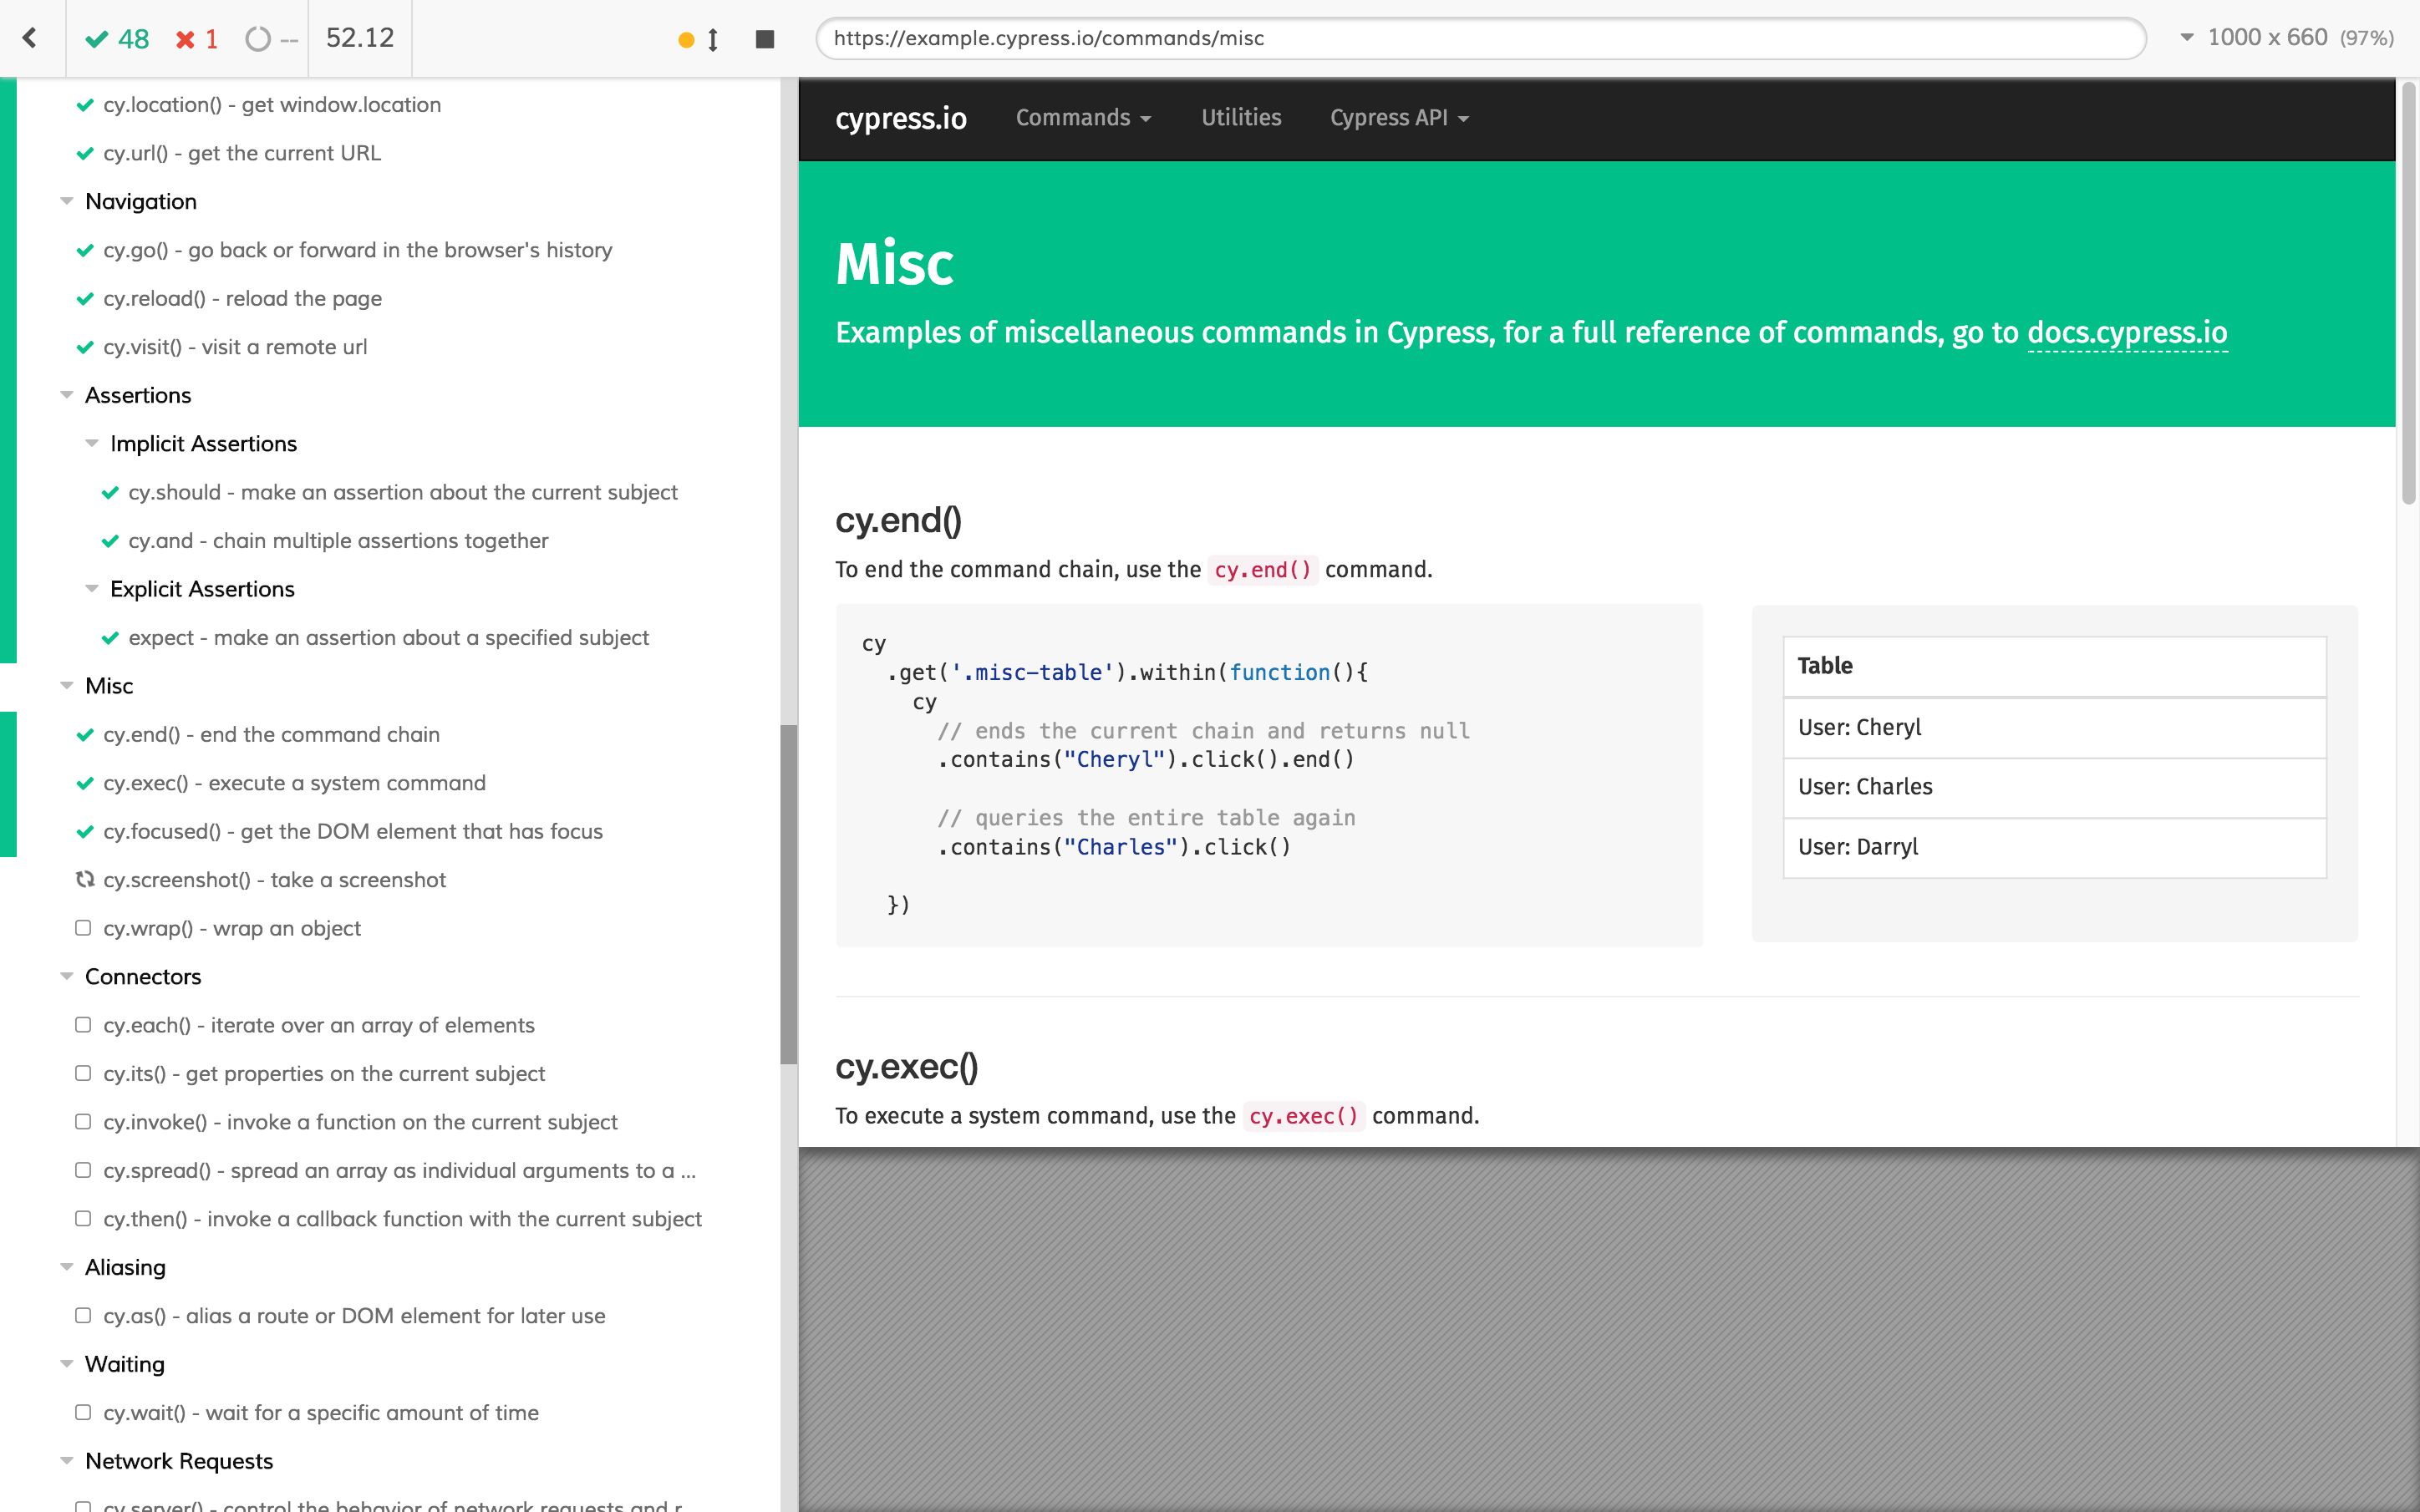 48 1 -- 52.12
https://example.cypress.io/commands/misc
1000 x 660 (97%)
cy.location() - get window.location
cy.url() - get the current URL
Navigation
cy.go() - go back or forward in the browser's history
cy.reload() - reload the page
cy.visit() - visit a remote url
Assertions
Implicit Assertions
cy.should - make an assertion about the current subject
cy.and - chain multiple assertions together
Explicit Assertions
expect - make an assertion about a specified subject
Misc
cy.end() - end the command chain
cy.exec() - execute a system command
cy.focused() - get the DOM element that has focus
cy.screenshot() - take a screenshot
cy.wrap() - wrap an object
Connectors
cy.each() - iterate over an array of elements
cy.its() - get properties on the current subject
cy.invoke() - invoke a function on the current subject
cy.spread() - spread an array as individual arguments to a ...
cy.then() - invoke a callback function with the current subject
Aliasing
cy.as() - alias a route or DOM element for later use
Waiting
cy.wait() - wait for a specific amount of time
Network Requests
cy.server() - control the behavior of network requests and r
cypress.io Commands Utilities Cypress API
Misc
Examples of miscellaneous commands in Cypress, for a full reference of commands, go to docs.cypress.io
cy.end()
To end the command chain, use the cy.end() command.
cy
.get('.misc-table').within(function(){
cy
// ends the current chain and returns null
.contains("Cheryl").click().end()
// queries the entire table again
.contains("Charles").click()
})
Table
User: Cheryl
User: Charles
User: Darryl
cy.exec()
To execute a system command, use the cy.exec() command.